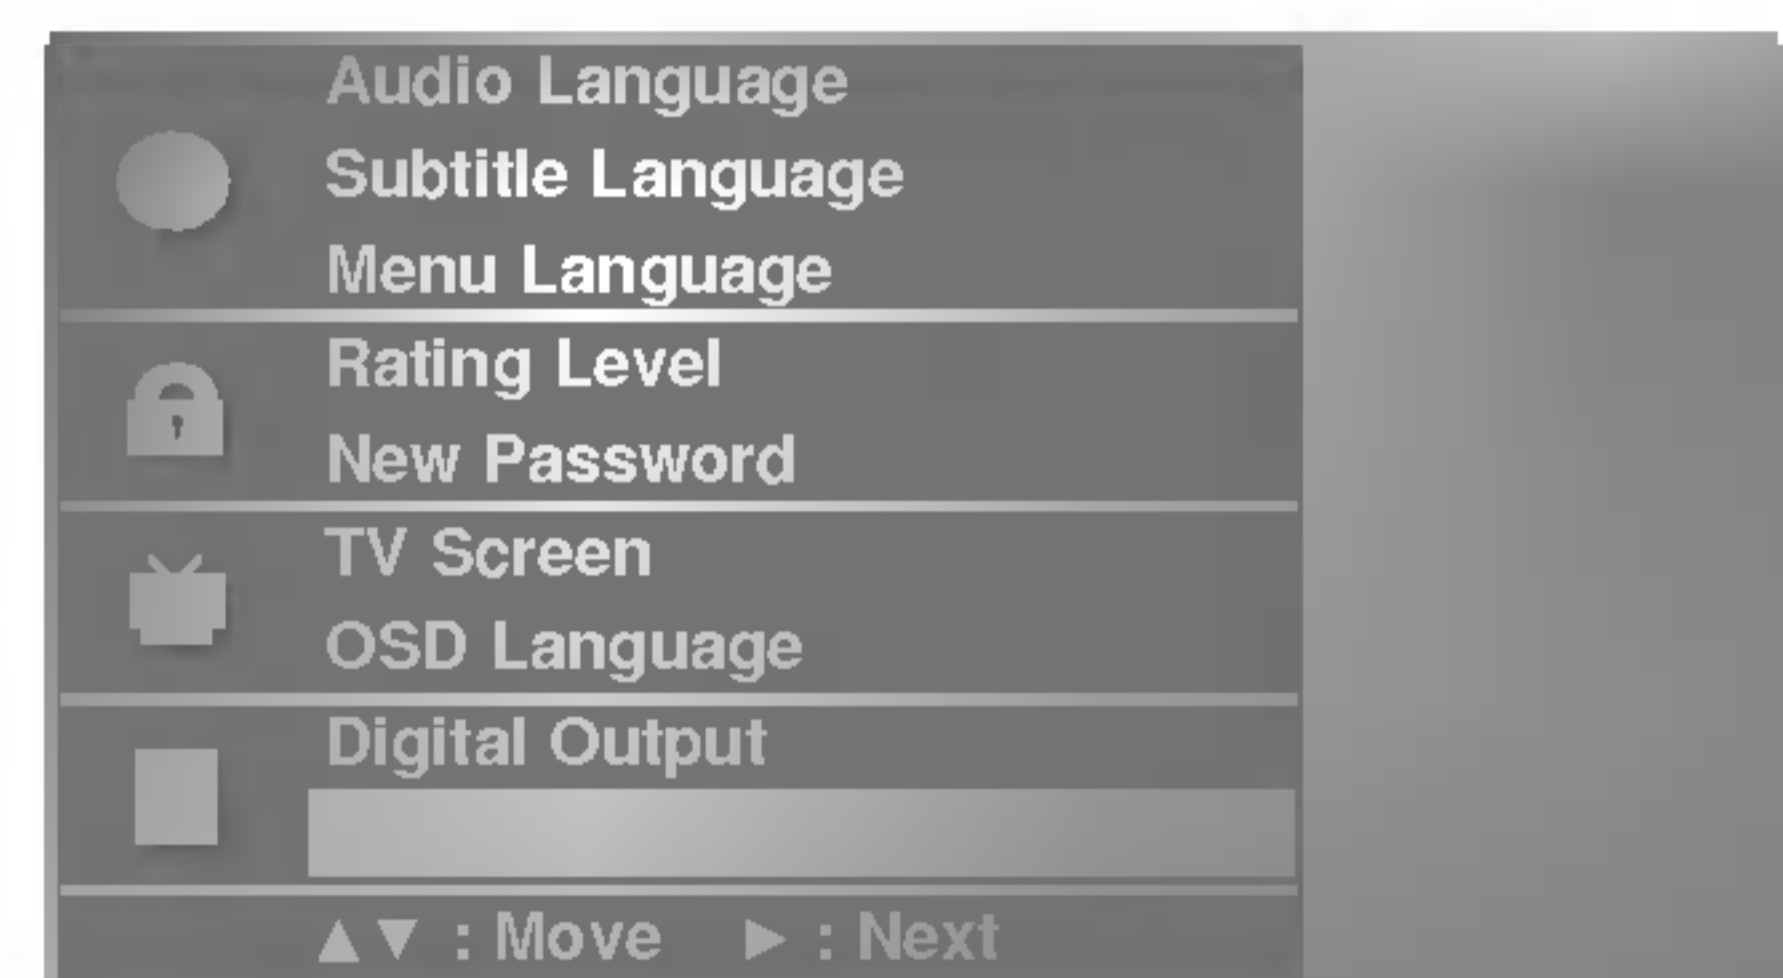 Audio Language
Subtitle Language
Menu Language
Rating Level
New Password
TV Screen
OSD Language
Digital Output
▲▼ : Move ► : Next